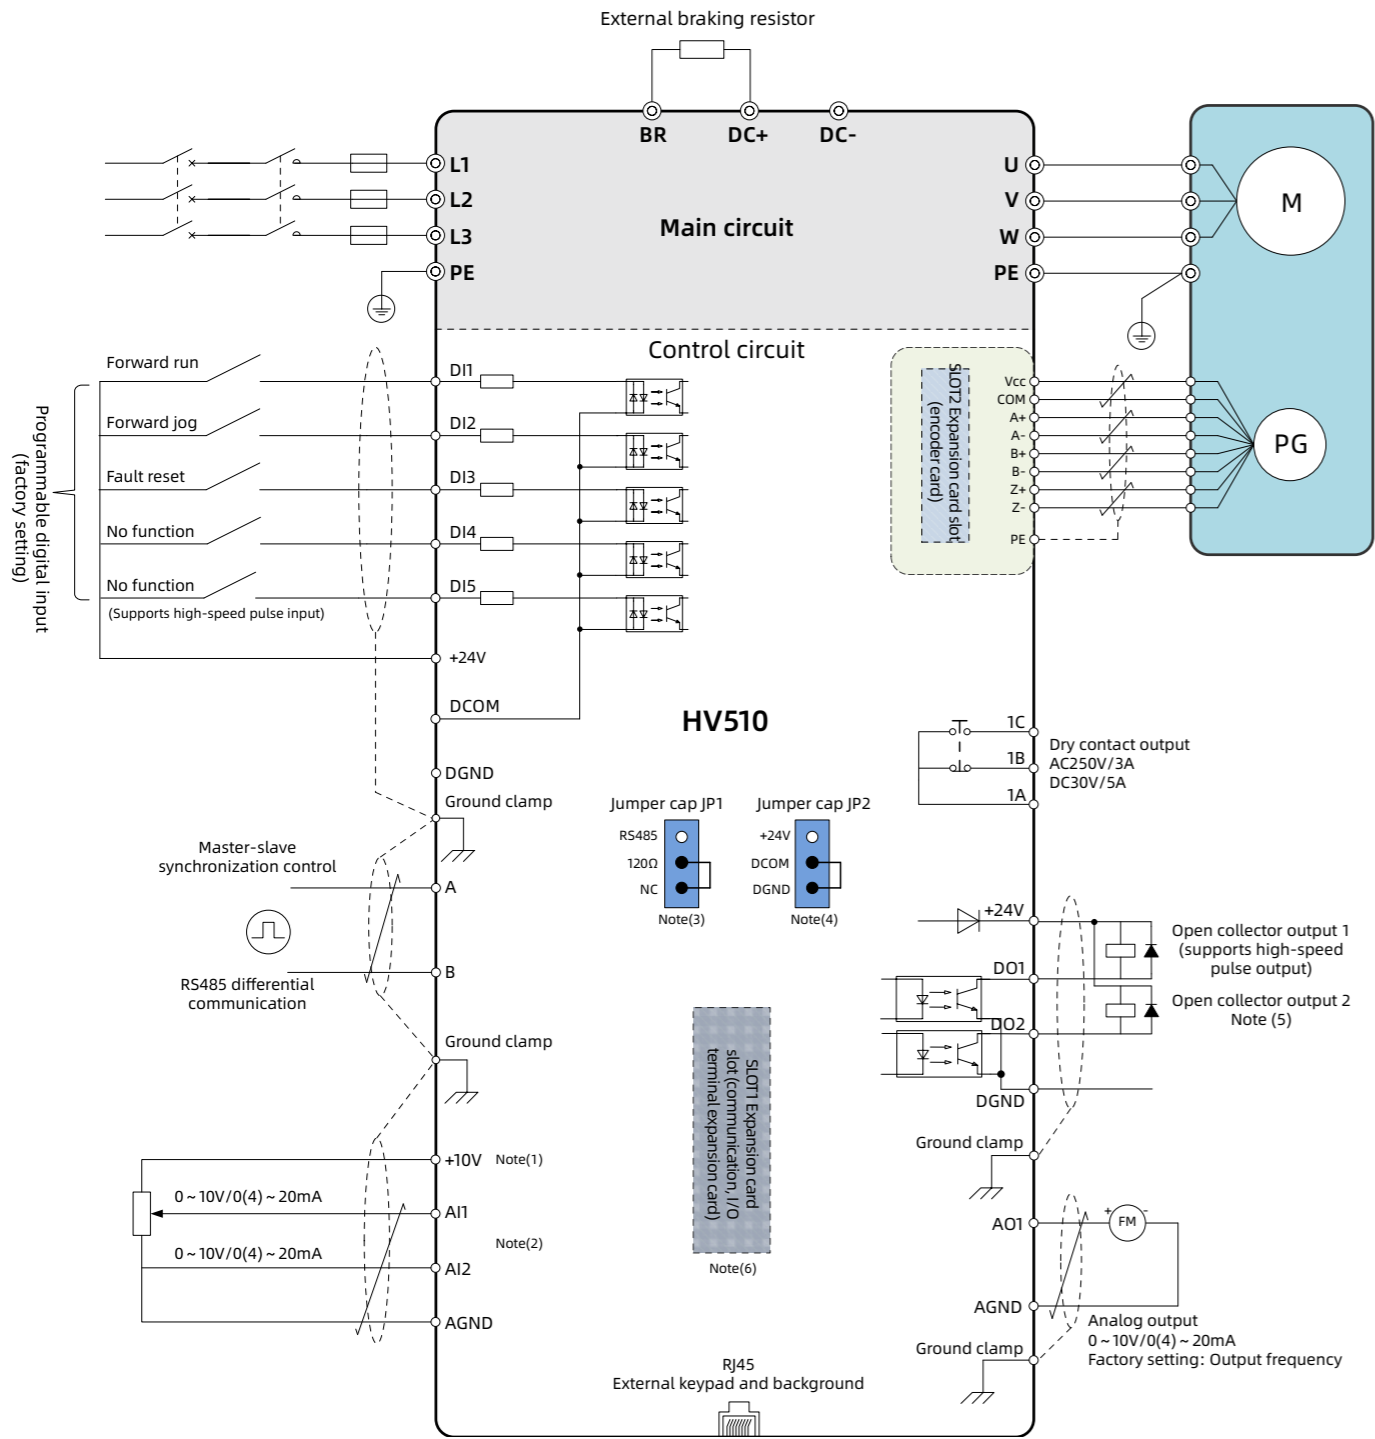 External braking resistor
BR
DC+
DC-
L1
L2
L3
PE
Main circuit
U
V
W
PE
M
Control circuit
Forward run
Forward jog
Fault reset
No function
No function
(Supports high-speed pulse input)
Programmable digital input
(factory setting)
DI1
DI2
DI3
DI4
DI5
+24V
DCOM
DGND
Ground clamp
SLOT2 Expansion card slot
(encoder card)
Vcc
COM
A+
A-
B+
B-
Z+
Z-
PE
PG
HV510
1C
1B
1A
Dry contact output
AC250V/3A
DC30V/5A
Jumper cap JP1
RS485
120Ω
NC
Note(3)
Jumper cap JP2
+24V
DCOM
DGND
Note(4)
Master-slave
synchronization control
A
B
RS485 differential
communication
Ground clamp
+24V
DO1
DO2
DGND
Open collector output 1
(supports high-speed
pulse output)
Open collector output 2
Note (5)
Ground clamp
SLOT1 Expansion card
slot (communication, I/O
terminal expansion card)
Note(6)
+10V
Note(1)
0~10V/0(4)~20mA
AI1
Note(2)
0~10V/0(4)~20mA
AI2
AGND
AO1
+
FM
-
AGND
Analog output
0~10V/0(4)~20mA
Factory setting: Output frequency
Ground clamp
RJ45
External keypad and background